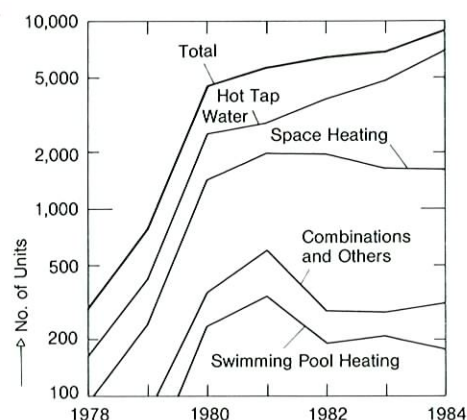 10,000
5,000
2,000
1,000
500
200
100
No. of Units
Total
Hot Tap
Water
Space Heating
Combinations
and Others
Swimming Pool Heating
1978
1980
1982
1984